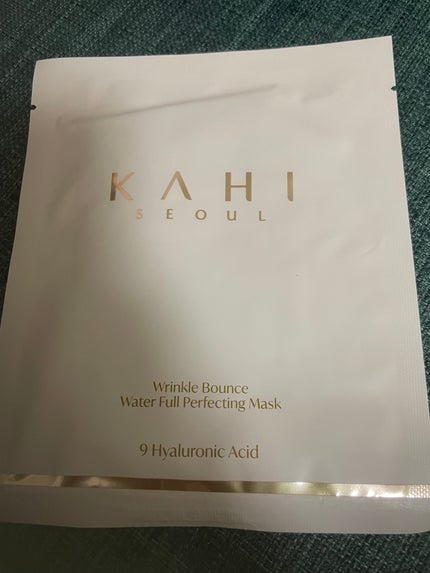 KAHI
SEOUL
Wrinkle Bounce
Water Full Perfecting Mask
9 Hyaluronic Acid